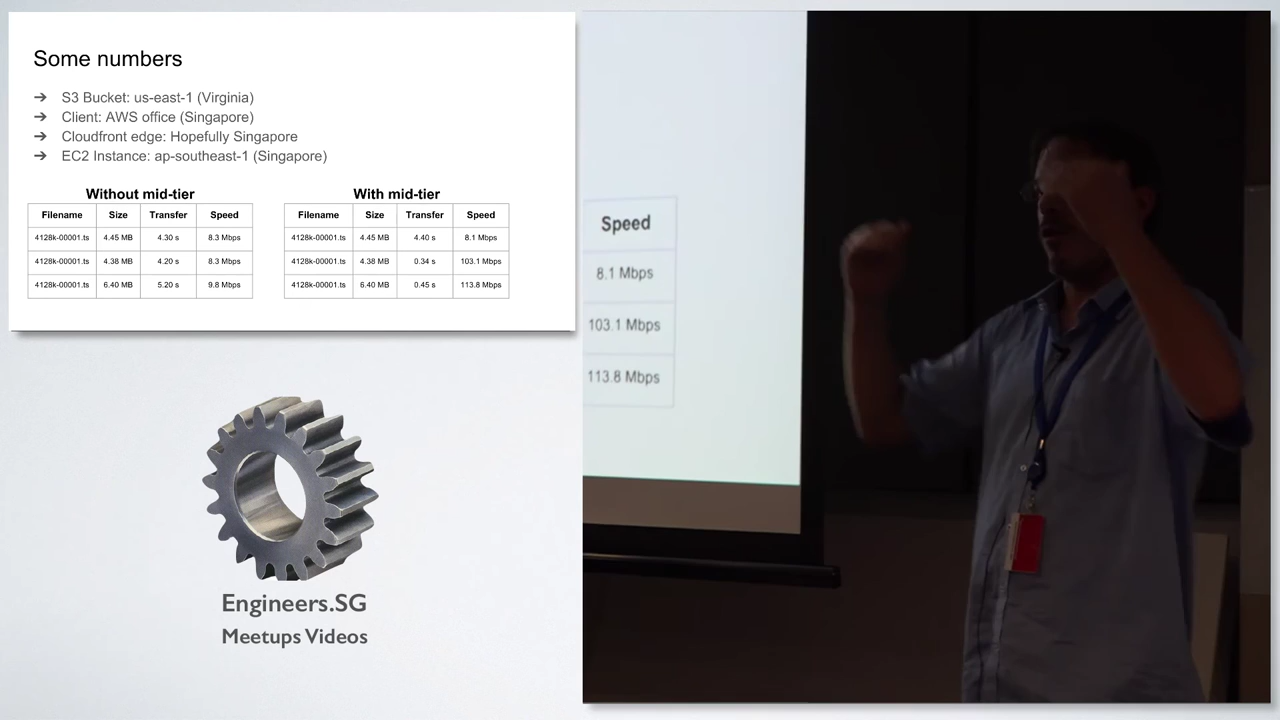 Some numbers
➔ S3 Bucket: us-east-1 (Virginia)
➔ Client: AWS office (Singapore)
➔ Cloudfront edge: Hopefully Singapore
➔ EC2 Instance: ap-southeast-1 (Singapore)
Without mid-tier
Filename Size Transfer Speed
4128k-00001.ts 4.45 MB 4.30 s 8.3 Mbps
4128k-00001.ts 4.38 MB 4.20 s 8.3 Mbps
4128k-00001.ts 6.40 MB 5.20 s 9.8 Mbps
With mid-tier
Filename Size Transfer Speed
4128k-00001.ts 4.45 MB 4.40 s 8.1 Mbps
4128k-00001.ts 4.38 MB 0.34 s 103.1 Mbps
4128k-00001.ts 6.40 MB 0.45 s 113.8 Mbps
Speed
8.1 Mbps
103.1 Mbps
113.8 Mbps
Engineers.SG
Meetups Videos